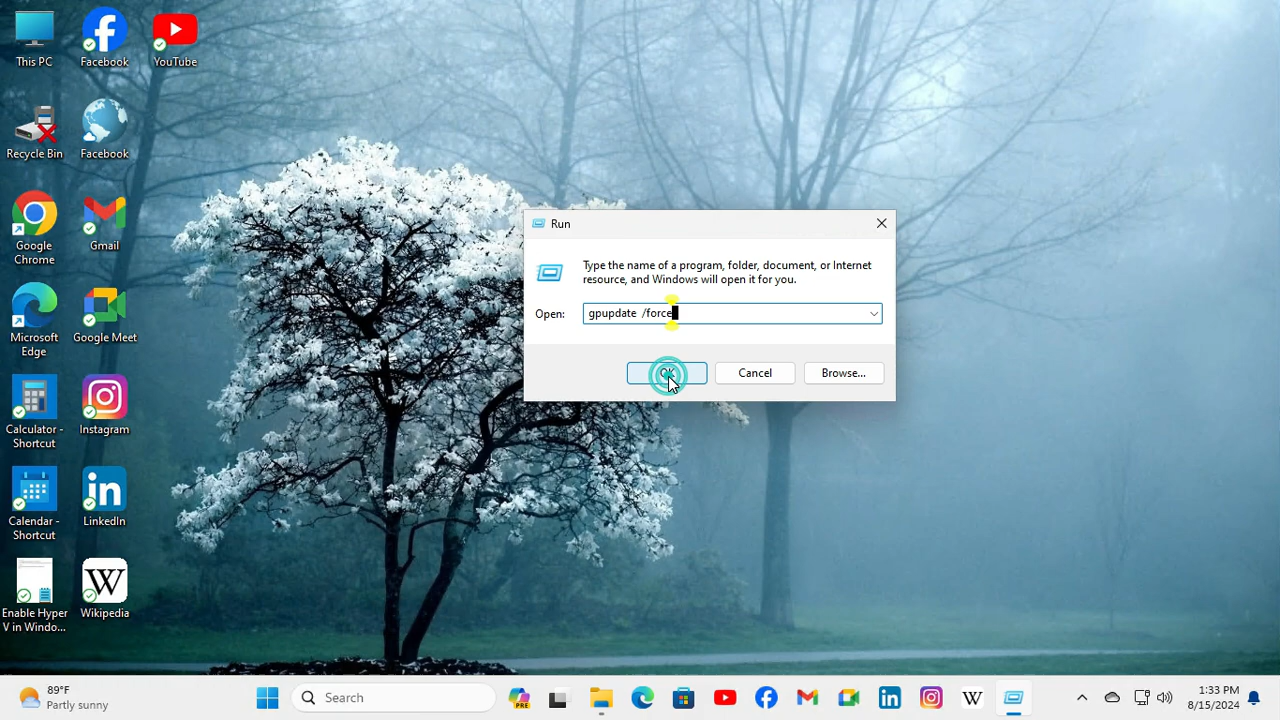 This PC
Facebook
YouTube
Recycle Bin
Facebook
Google
Chrome
Gmail
Microsoft
Edge
Google Meet
Calculator -
Shortcut
Instagram
Calendar -
Shortcut
LinkedIn
Enable Hyper
V in Windo...
Wikipedia
Run
Type the name of a program, folder, document, or Internet
resource, and Windows will open it for you.
Open:
gpupdate  /force
OK
Cancel
Browse...
89°F
Partly sunny
Search
PRE
1:33 PM
8/15/2024